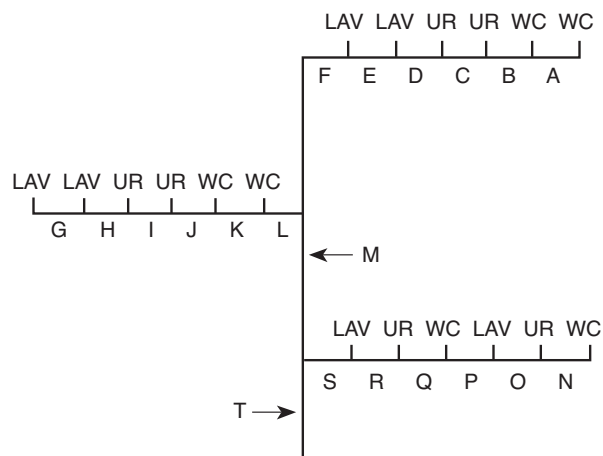 LAV LAV UR UR WC WC
F E D C B A
LAV LAV UR UR WC WC
G H I J K L
M
LAV UR WC LAV UR WC
S R Q P O N
T